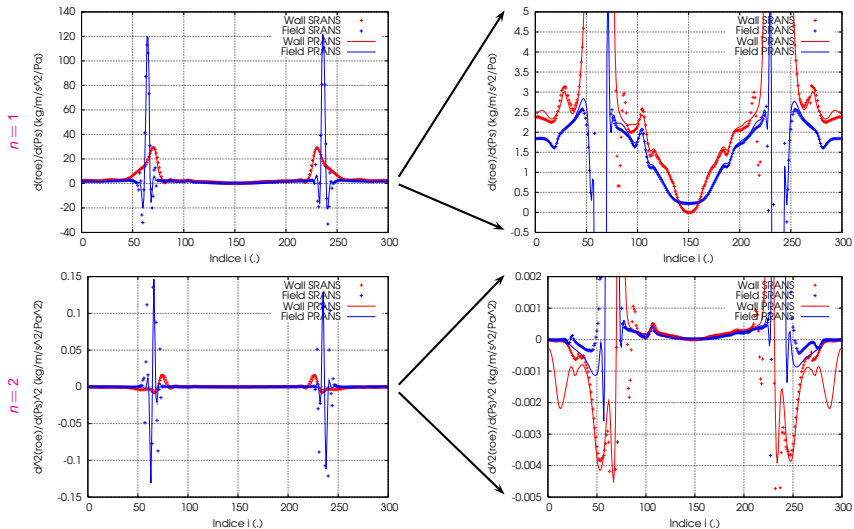 n = 1
d(roe)/d(Ps) (kg/m/s^2/Pa)
140
120
100
80
60
40
20
0
-20
-40
0 50 100 150 200 250 300
Indice i (.)
Wall SRANS
Field SRANS
Wall PRANS
Field PRANS
d(roe)/d(Ps) (kg/m/s^2/Pa)
5
4.5
4
3.5
3
2.5
2
1.5
1
0.5
0
-0.5
0 50 100 150 200 250 300
Indice i (.)
Wall SRANS
Field SRANS
Wall PRANS
Field PRANS
n = 2
d^2(roe)/d(Ps)^2 (kg/m/s^2/Pa^2)
0.15
0.1
0.05
0
-0.05
-0.1
-0.15
0 50 100 150 200 250 300
Indice i (.)
Wall SRANS
Field SRANS
Wall PRANS
Field PRANS
d^2(roe)/d(Ps)^2 (kg/m/s^2/Pa^2)
0.002
0.001
0
-0.001
-0.002
-0.003
-0.004
-0.005
0 50 100 150 200 250 300
Indice i (.)
Wall SRANS
Field SRANS
Wall PRANS
Field PRANS